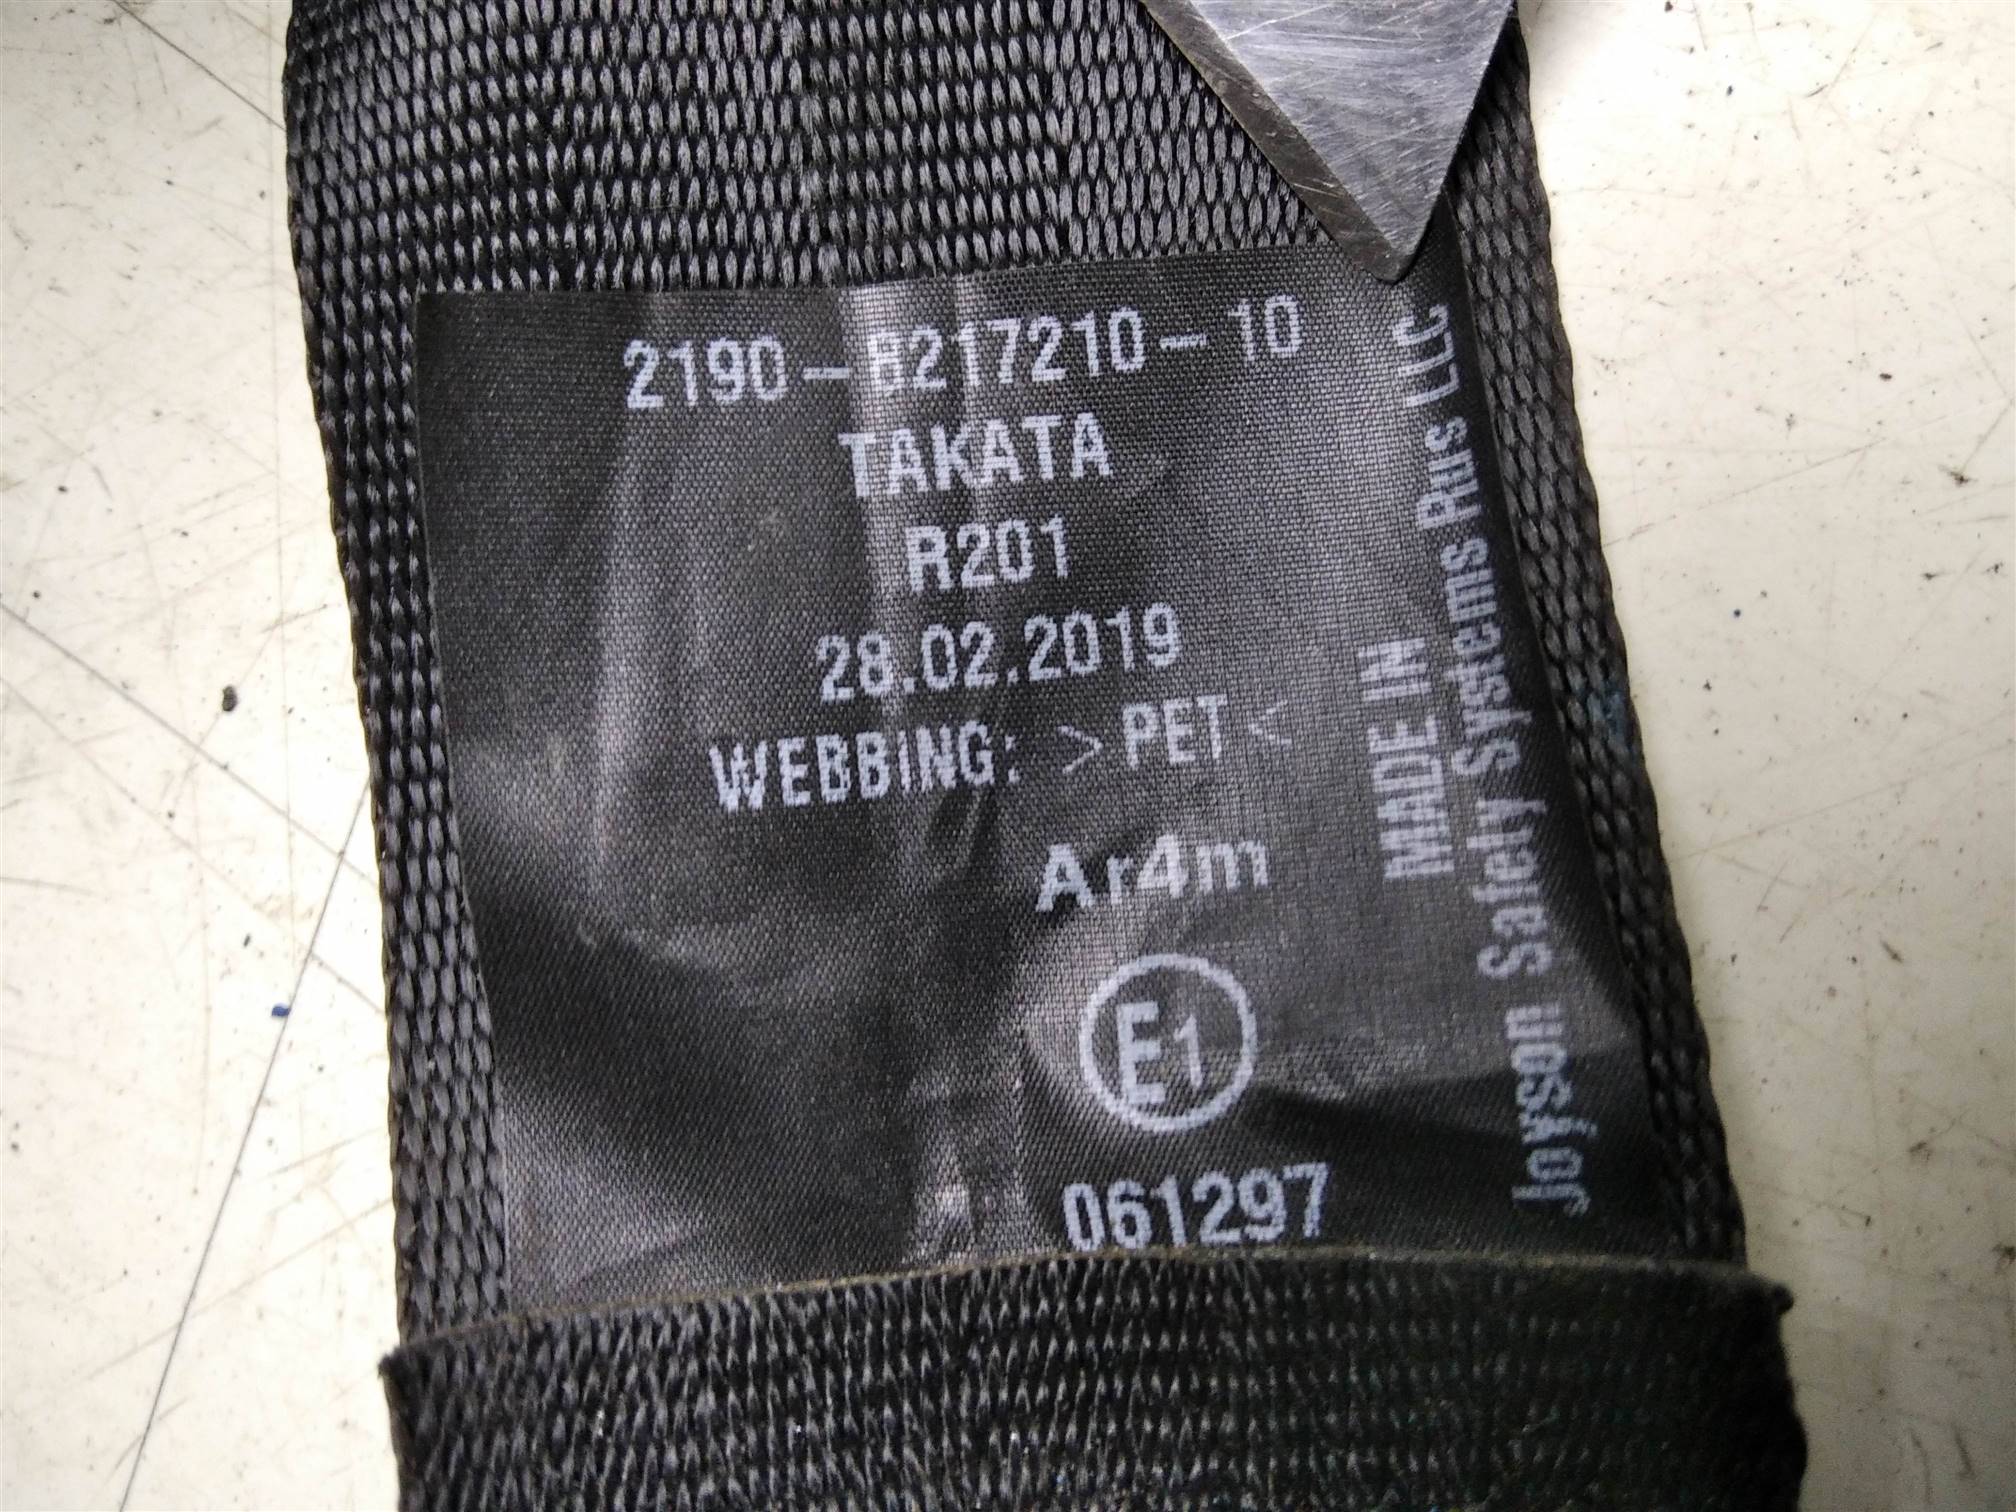 2190-8217210-10
TAKATA
R201
28.02.2019
WEBBING: >PET<
Ar4m
E1
061297
MADE IN
Joyson Safety Systems Rus LLC